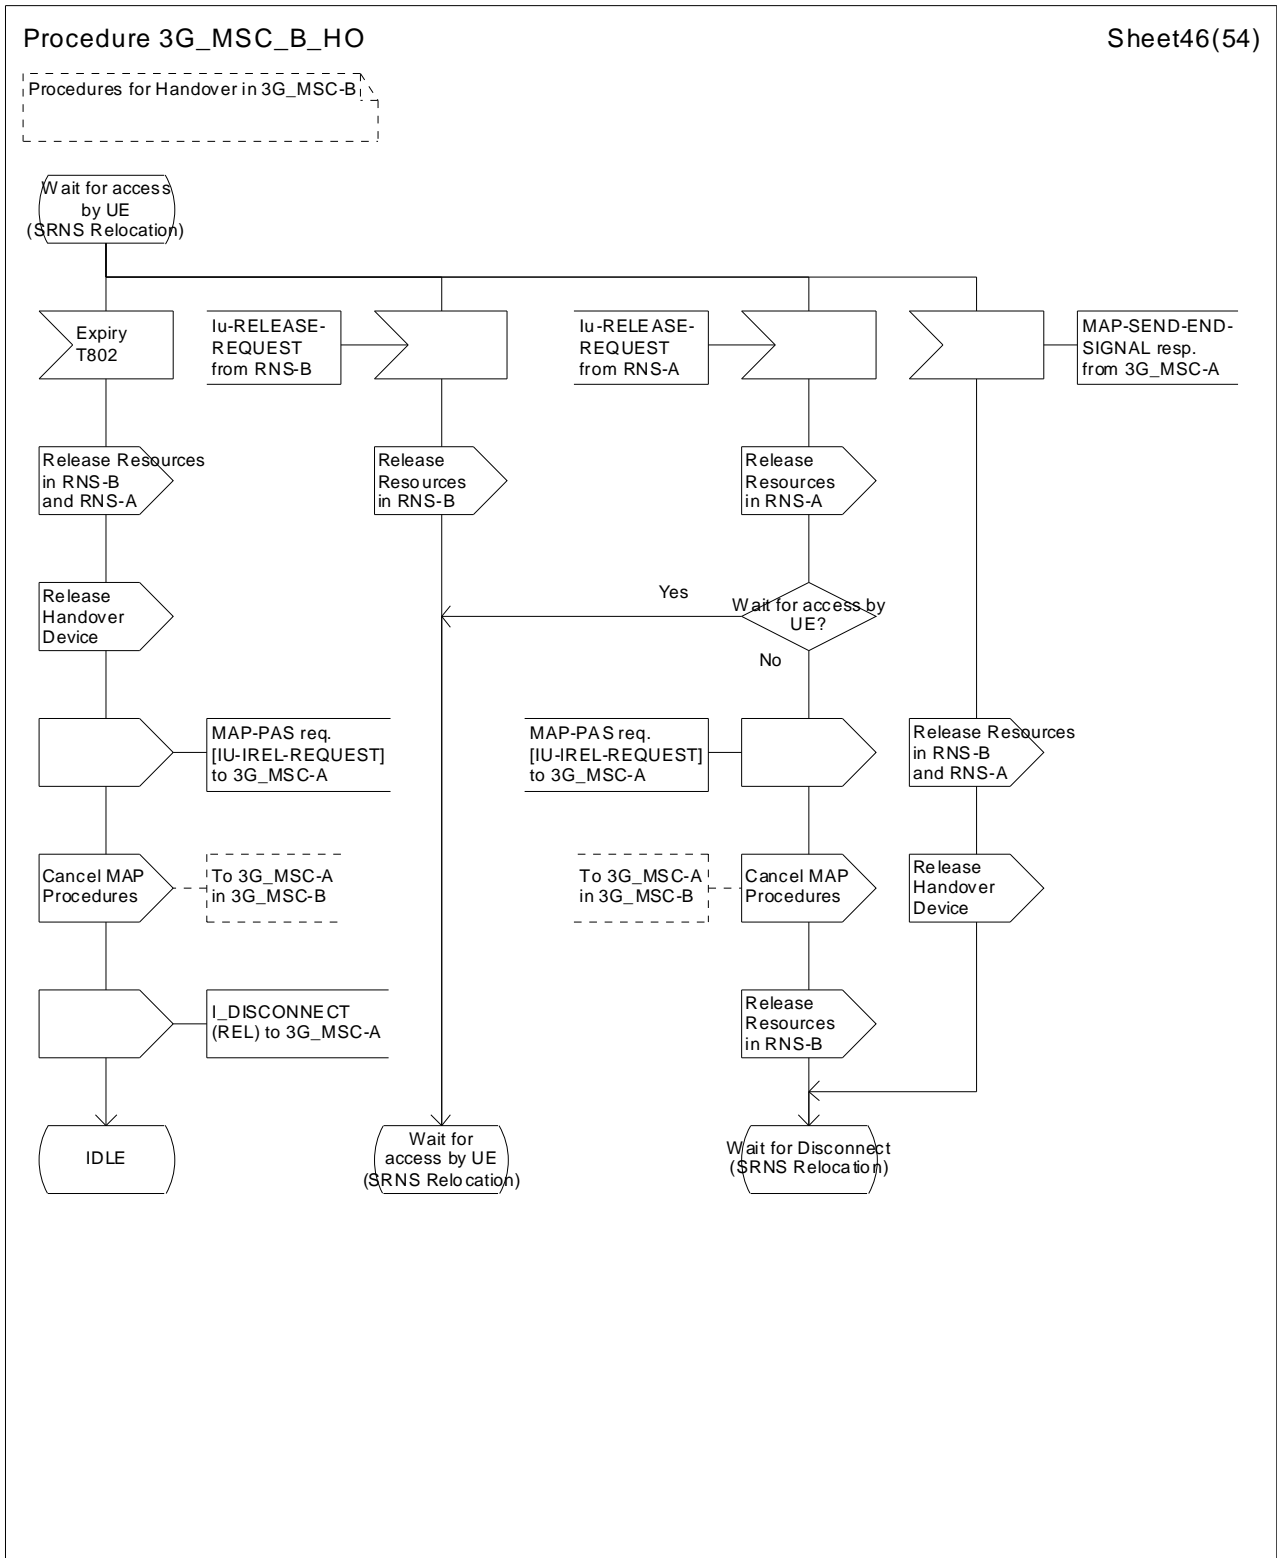 Procedure 3G_MSC_B_HO
Sheet46(54)
Procedures for Handover in 3G_MSC-B
Wait for access
by UE
(SRNS Relocation)
Expiry
T802
Iu-RELEASE-
REQUEST
from RNS-B
Iu-RELEASE-
REQUEST
from RNS-A
MAP-SEND-END-
SIGNAL resp.
from 3G_MSC-A
Release Resources
in RNS-B
and RNS-A
Release
Resources
in RNS-B
Release
Resources
in RNS-A
Release
Handover
Device
Yes
Wait for access by
UE?
No
MAP-PAS req.
[IU-IREL-REQUEST]
to 3G_MSC-A
MAP-PAS req.
[IU-IREL-REQUEST]
to 3G_MSC-A
Release Resources
in RNS-B
and RNS-A
Cancel MAP
Procedures
To 3G_MSC-A
in 3G_MSC-B
To 3G_MSC-A
in 3G_MSC-B
Cancel MAP
Procedures
Release
Handover
Device
I_DISCONNECT
(REL) to 3G_MSC-A
Release
Resources
in RNS-B
IDLE
Wait for
access by UE
(SRNS Relocation)
Wait for Disconnect
(SRNS Relocation)